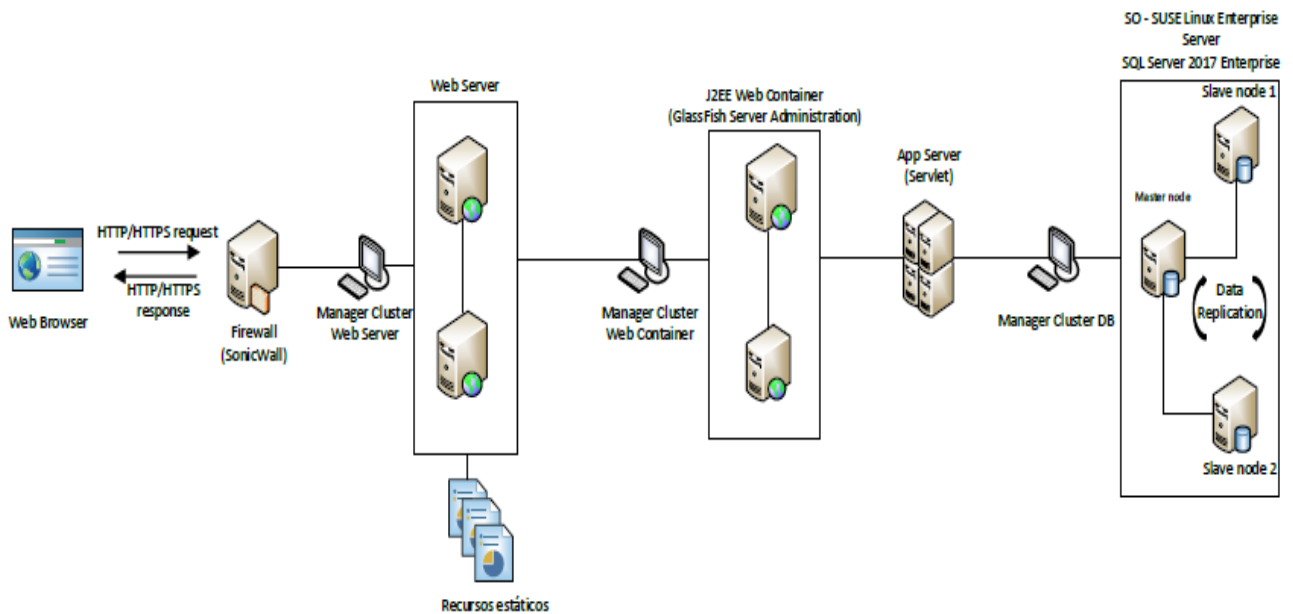 SO - SUSE Linux Enterprise
Server
SQL Server 2017 Enterprise
Web Server
J2EE Web Container
(GlassFish Server Administration)
App Server
(Servlet)
Slave node 1
Master node
HTTP/HTTPS request
HTTP/HTTPS
response
Web Browser
Firewall
(SonicWall)
Manager Cluster
Web Server
Manager Cluster
Web Container
Manager Cluster DB
Data
Replication
Slave node 2
Recursos estáticos